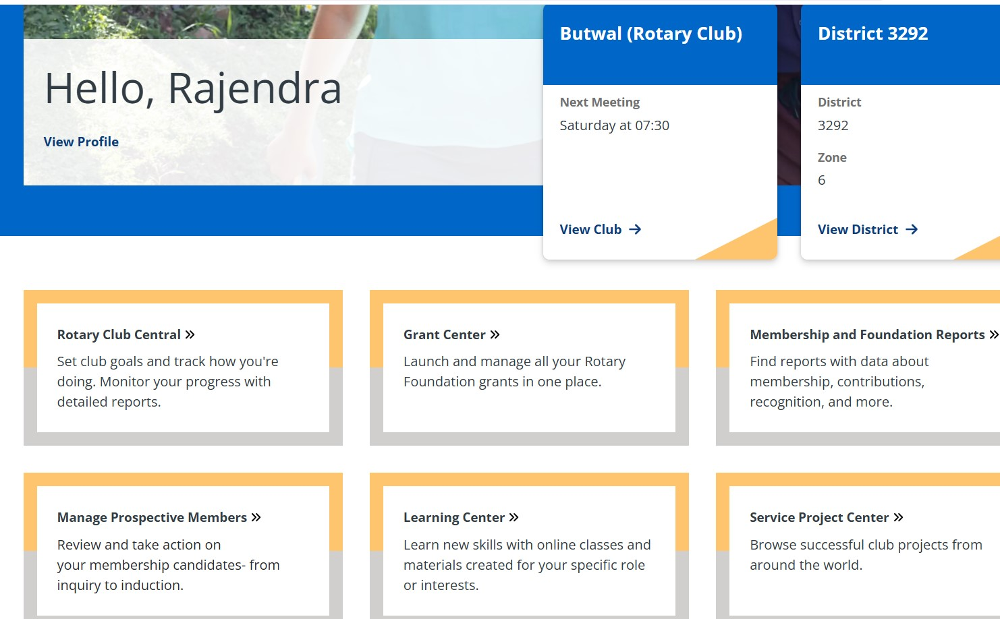 Hello, Rajendra
View Profile
Butwal (Rotary Club)
Next Meeting
Saturday at 07:30
View Club
District 3292
District
3292
Zone
6
View District
Rotary Club Central
Set club goals and track how you're
doing. Monitor your progress with
detailed reports.
Grant Center
Launch and manage all your Rotary
Foundation grants in one place.
Membership and Foundation Reports
Find reports with data about
membership, contributions,
recognition, and more.
Manage Prospective Members
Review and take action on
your membership candidates- from
inquiry to induction.
Learning Center
Learn new skills with online classes and
materials created for your specific role
or interests.
Service Project Center
Browse successful club projects from
around the world.